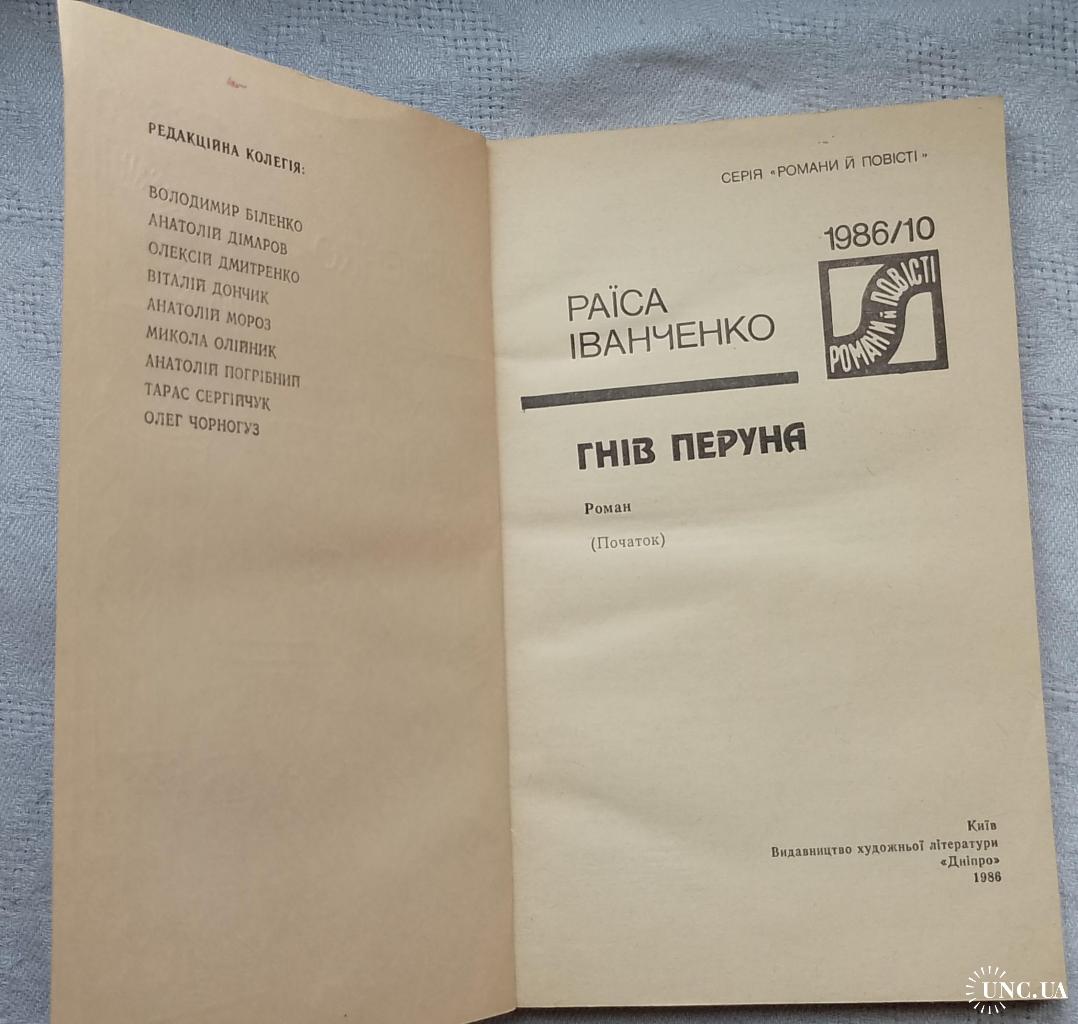 РЕДАКЦІЙНА КОЛЕГІЯ:
ВОЛОДИМИР БІЛЕНКО
АНАТОЛІЙ ДІМАРОВ
ОЛЕКСІЙ ДМИТРЕНКО
ВІТАЛІЙ ДОНЧИК
АНАТОЛІЙ МОРОЗ
МИКОЛА ОЛІЙНИК
АНАТОЛІЙ ПОГРІБНИЙ
ТАРАС СЕРГІЙЧУК
ОЛЕГ ЧОРНОГУЗ
СЕРІЯ «РОМАНИ Й ПОВІСТІ»
1986/10
РОМАНИ Й ПОВІСТІ
РАЇСА
ІВАНЧЕНКО
ГНІВ ПЕРУНА
Роман
(Початок)
Київ
Видавництво художньої літератури
«Дніпро»
1986
UNC.UA